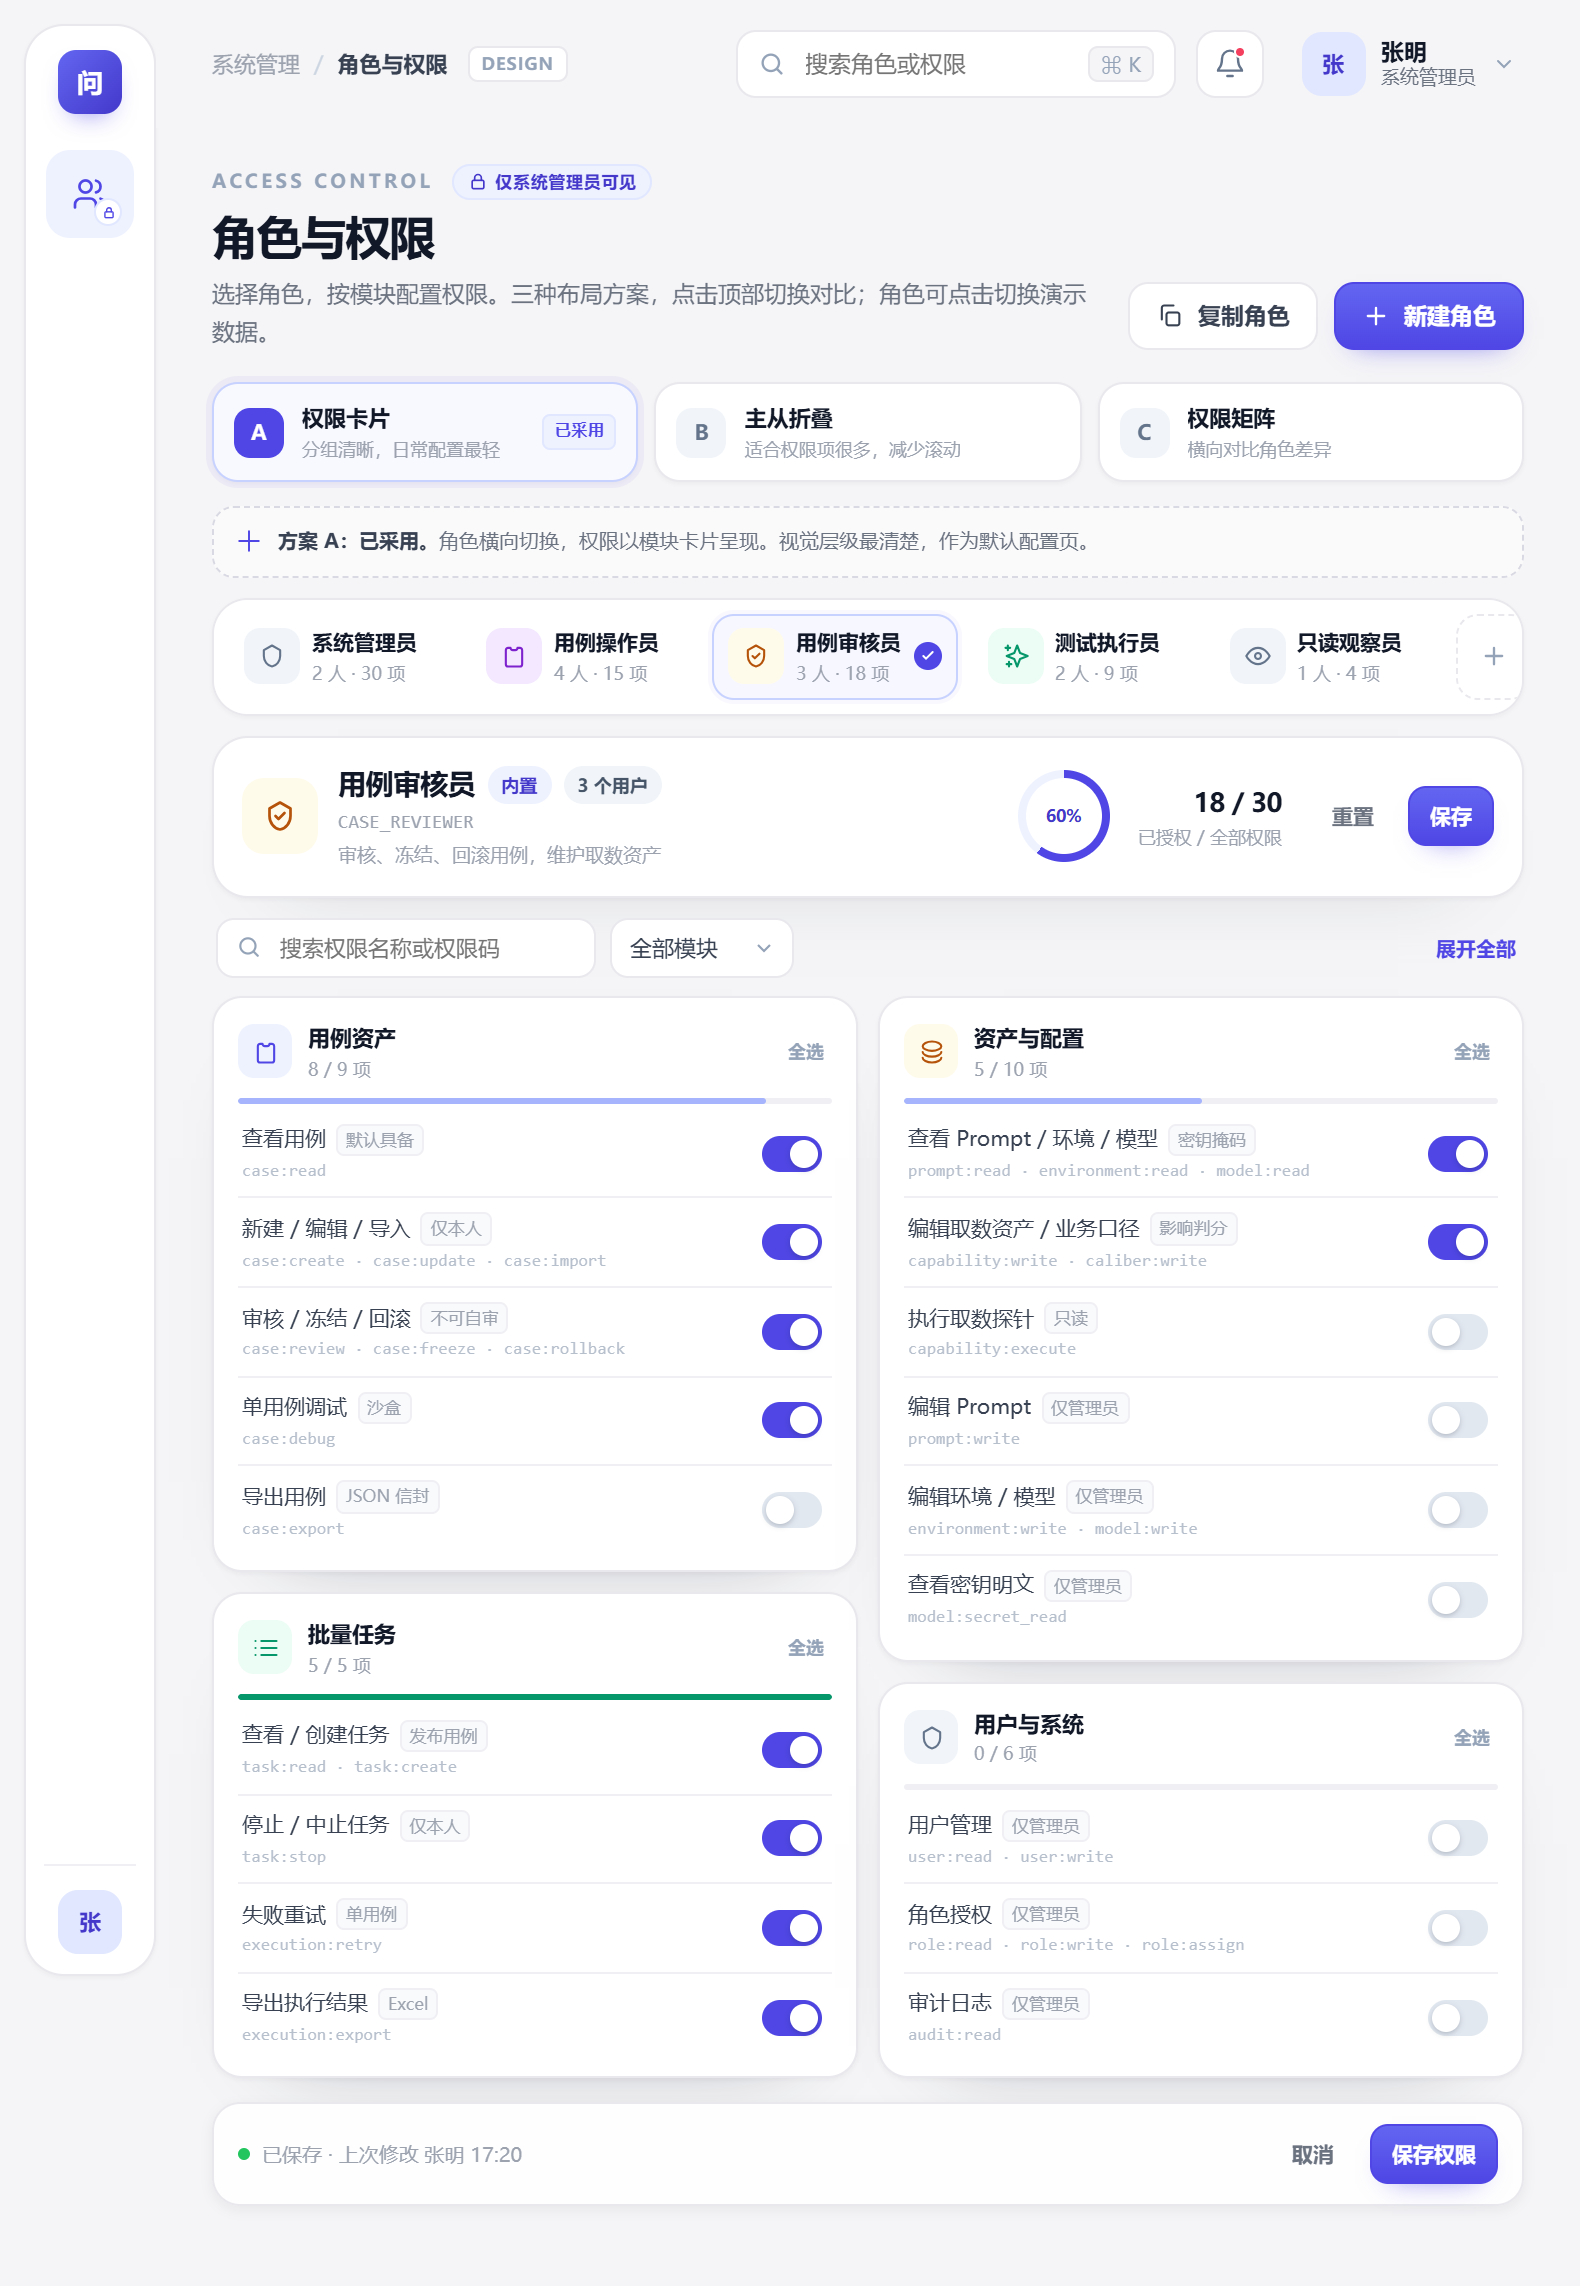 问
系统管理 / 角色与权限 DESIGN
搜索角色或权限 ⌘ K
张 张明
系统管理员
ACCESS CONTROL 仅系统管理员可见
角色与权限
选择角色，按模块配置权限。三种布局方案，点击顶部切换对比；角色可点击切换演示
数据。
复制角色
新建角色
A 权限卡片
分组清晰，日常配置最轻
已采用
B 主从折叠
适合权限项很多，减少滚动
C 权限矩阵
横向对比角色差异
方案 A：已采用。角色横向切换，权限以模块卡片呈现。视觉层级最清楚，作为默认配置页。
系统管理员
2 人 · 30 项
用例操作员
4 人 · 15 项
用例审核员
3 人 · 18 项
测试执行员
2 人 · 9 项
只读观察员
1 人 · 4 项
用例审核员 内置 3 个用户
CASE_REVIEWER
审核、冻结、回滚用例，维护取数资产
60%
18 / 30
已授权 / 全部权限
重置
保存
搜索权限名称或权限码
全部模块
展开全部
用例资产
8 / 9 项
全选
查看用例 默认具备
case:read
新建 / 编辑 / 导入 仅本人
case:create · case:update · case:import
审核 / 冻结 / 回滚 不可自审
case:review · case:freeze · case:rollback
单用例调试 沙盒
case:debug
导出用例 JSON 信封
case:export
批量任务
5 / 5 项
全选
查看 / 创建任务 发布用例
task:read · task:create
停止 / 中止任务 仅本人
task:stop
失败重试 单用例
execution:retry
导出执行结果 Excel
execution:export
资产与配置
5 / 10 项
全选
查看 Prompt / 环境 / 模型 密钥掩码
prompt:read · environment:read · model:read
编辑取数资产 / 业务口径 影响判分
capability:write · caliber:write
执行取数探针 只读
capability:execute
编辑 Prompt 仅管理员
prompt:write
编辑环境 / 模型 仅管理员
environment:write · model:write
查看密钥明文 仅管理员
model:secret_read
用户与系统
0 / 6 项
全选
用户管理 仅管理员
user:read · user:write
角色授权 仅管理员
role:read · role:write · role:assign
审计日志 仅管理员
audit:read
张
已保存 · 上次修改 张明 17:20
取消
保存权限